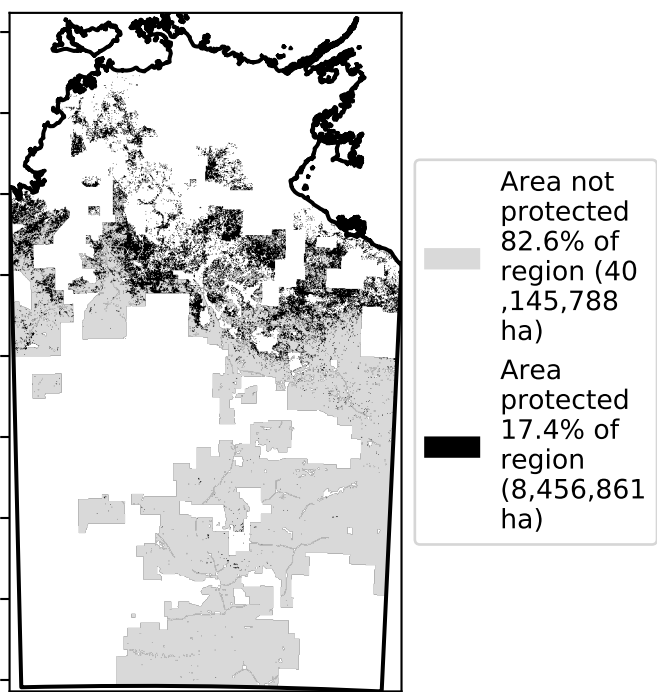 Area not
protected
82.6% of
region (40
,145,788
ha)
Area
protected
17.4% of
region
(8,456,861
ha)